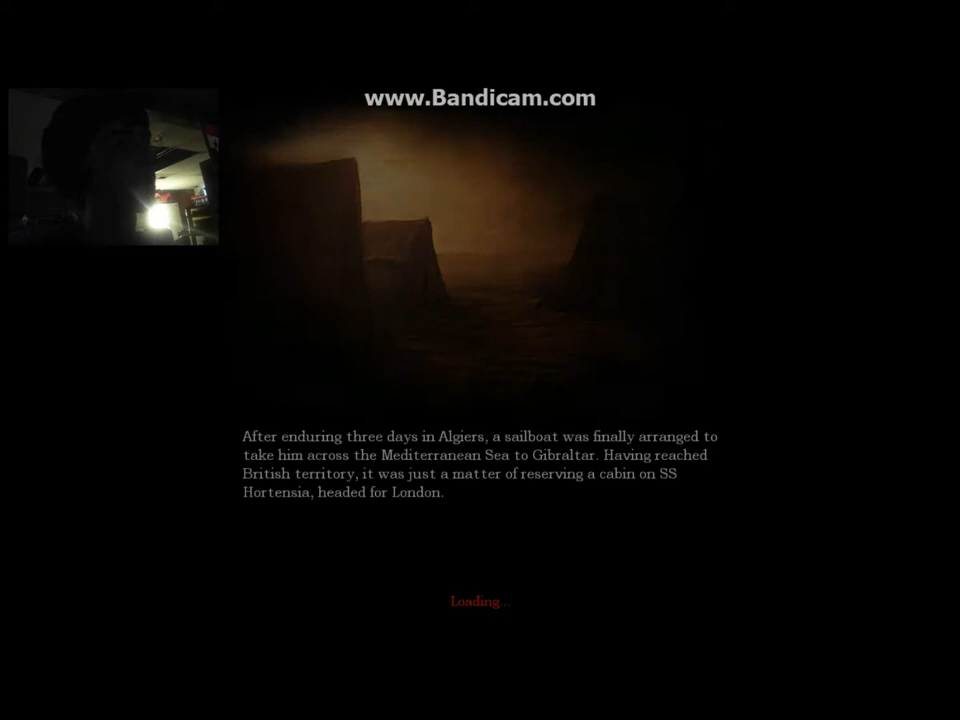 www.Bandicam.com
After enduring three days in Algiers, a sailboat was finally arranged to
take him across the Mediterranean Sea to Gibraltar. Having reached
British territory, it was just a matter of reserving a cabin on SS
Hortensia, headed for London.
Loading...